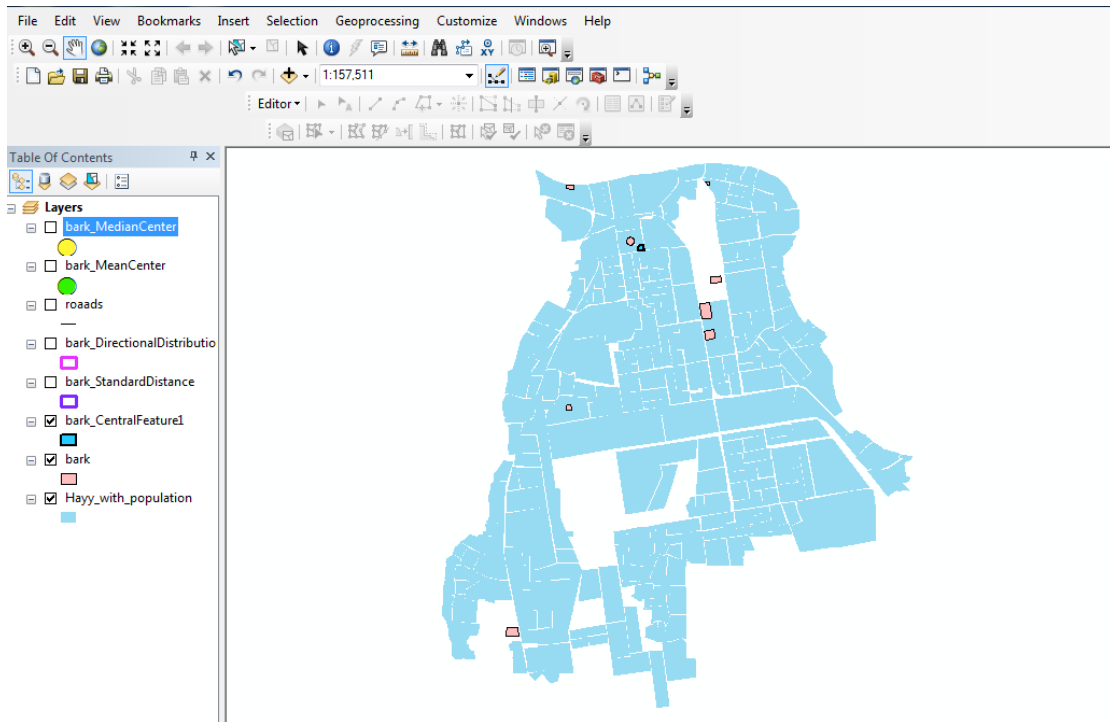 File Edit View Bookmarks Insert Selection Geoprocessing Customize Windows Help
XY
1:157,511
Editor
Table Of Contents
Layers
bark_MedianCenter
bark_MeanCenter
roaads
bark_DirectionalDistributio
bark_StandardDistance
bark_CentralFeature1
bark
Hayy_with_population